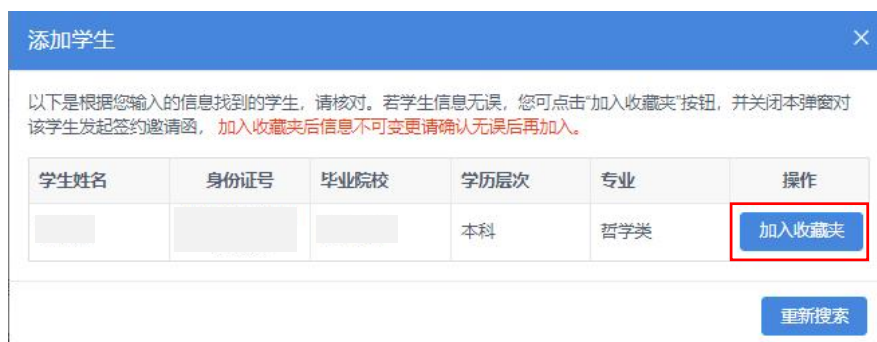 添加学生
以下是根据您输入的信息找到的学生，请核对。若学生信息无误，您可点击“加入收藏夹”按钮，并关闭本弹窗对
该学生发起签约邀请函，加入收藏夹后信息不可变更请确认无误后再加入。
学生姓名 身份证号 毕业院校 学历层次 专业 操作
本科 哲学类 加入收藏夹
重新搜索